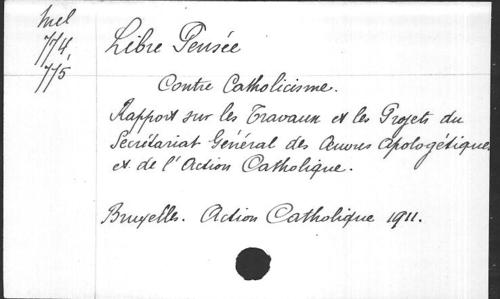 Mel
774,
775
Libre Pensée
Contre Catholicisme.
Rapport sur les Travaux et les Projets du
Secrétariat Général des Œuvres Apologétiques
et de l'Action Catholique.
Bruxelles. Action Catholique 1911.